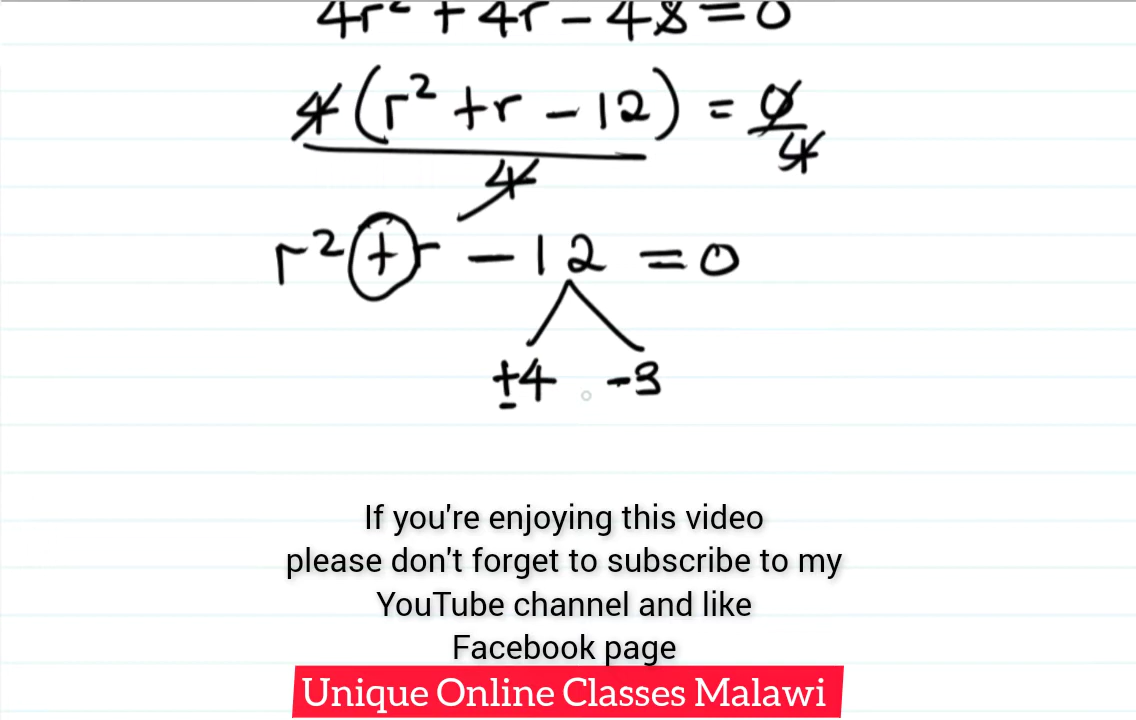 4r² + 4r - 48 = 0
4(r² + r - 12) = 0/4
4
r² + r - 12 = 0
+4 -3
If you're enjoying this video
please don't forget to subscribe to my
YouTube channel and like
Facebook page
Unique Online Classes Malawi